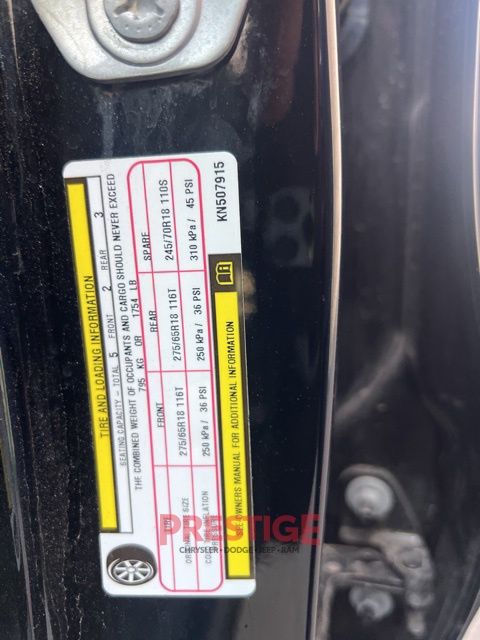 TIRE AND LOADING INFORMATION
SEATING CAPACITY - TOTAL 5 FRONT 2 REAR 3
THE COMBINED WEIGHT OF OCCUPANTS AND CARGO SHOULD NEVER EXCEED
795 KG OR 1754 LB
FRONT REAR SPARE
SIZE 275/65R18 116T 275/65R18 116T 245/70R18 110S
250 kPa / 36 PSI 250 kPa / 36 PSI 310 kPa / 45 PSI
OWNERS MANUAL FOR ADDITIONAL INFORMATION
KN507915
PRESTIGE
CHRYSLER • DODGE • JEEP • RAM